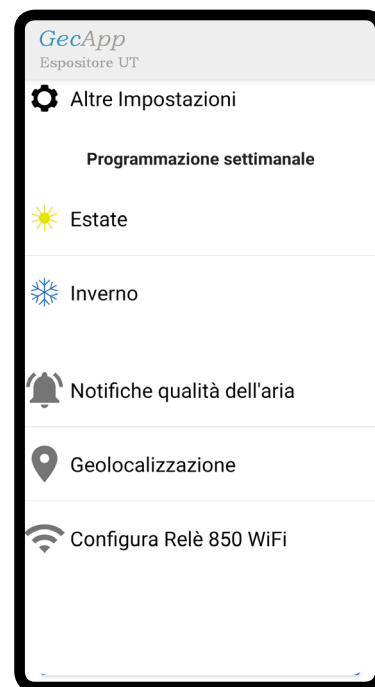 GecApp
Espositore UT
Altre Impostazioni
Programmazione settimanale
Estate
Inverno
Notifiche qualità dell'aria
Geolocalizzazione
Configura Relè 850 WiFi